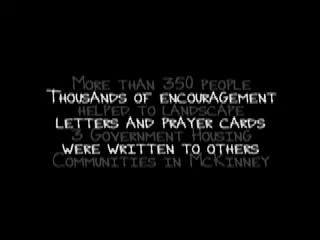 More than 350 people
Thousands of encouragement
helped to landscape
letters and prayer cards
3 Government Housing
were written to others
Communities in McKinney